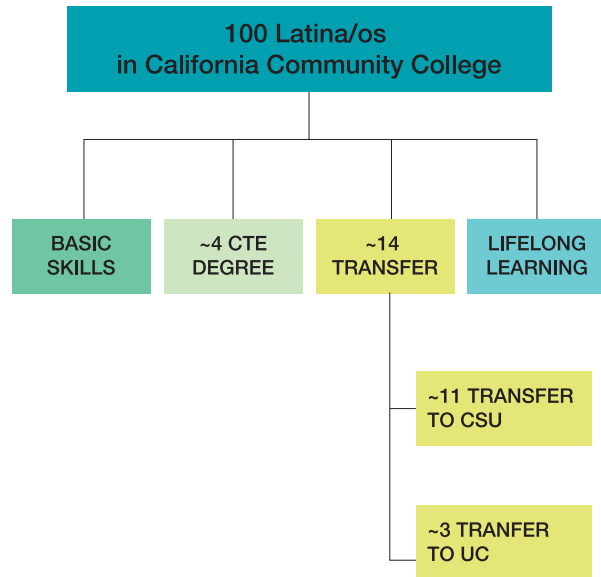 100 Latina/os
in California Community College
BASIC
SKILLS
~4 CTE
DEGREE
~14
TRANSFER
LIFELONG
LEARNING
~11 TRANSFER
TO CSU
~3 TRANFER
TO UC